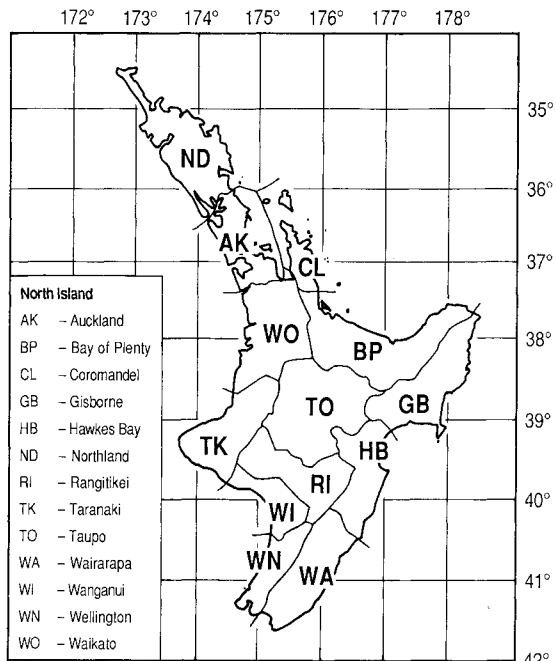 172° 173° 174° 175° 176° 177° 178°
35°
36°
37°
38°
39°
40°
41°
42°
ND
AK
CL
WO
BP
TO
GB
TK
HB
RI
WI
WN
WA
North island
AK – Auckland
BP – Bay of Plenty
CL – Coromandel
GB – Gisborne
HB – Hawkes Bay
ND – Northland
RI – Rangitikei
TK – Taranaki
TO – Taupo
WA – Wairarapa
WI – Wanganui
WN – Wellington
WO – Waikato